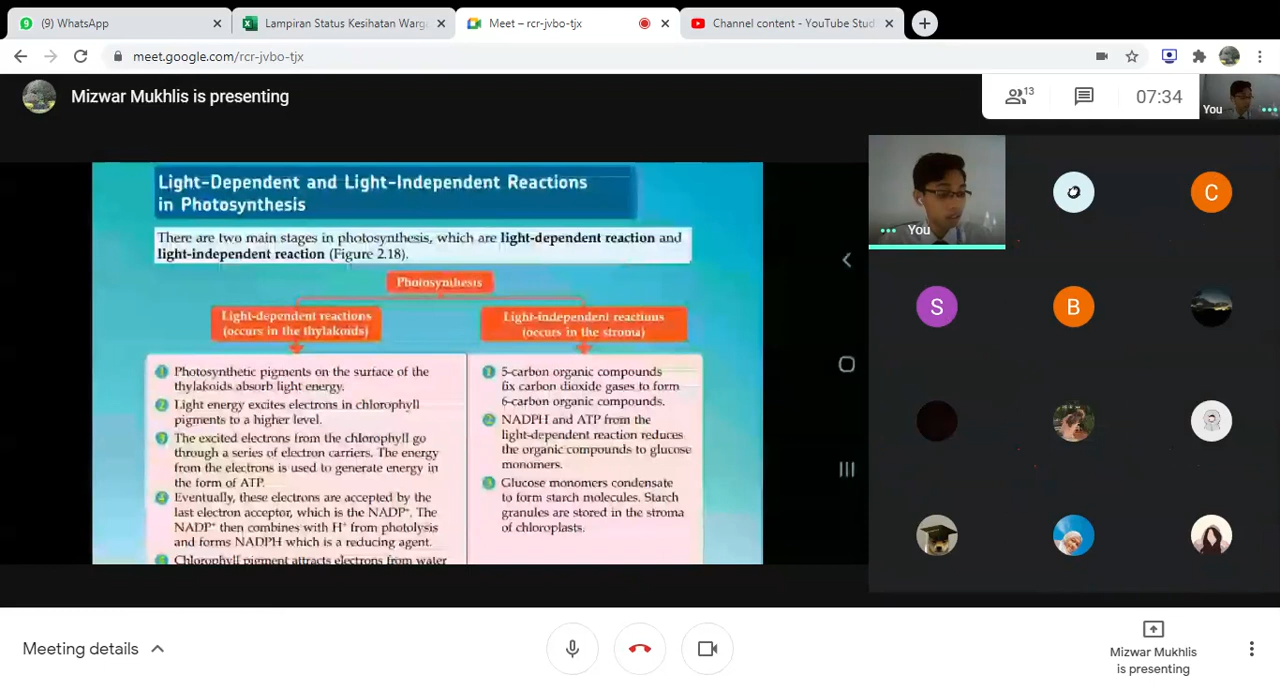 (9) WhatsApp
Lampiran Status Kesihatan Warga
Meet – rcr-jvbo-tjx
Channel content - YouTube Stud
meet.google.com/rcr-jvbo-tjx
Mizwar Mukhlis is presenting
13
07:34
You
Light-Dependent and Light-Independent Reactions
in Photosynthesis
There are two main stages in photosynthesis, which are light-dependent reaction and
light-independent reaction (Figure 2.18).
Photosynthesis
Light-dependent reactions
(occurs in the thylakoids)
Light-independent reactions
(occurs in the stroma)
1 Photosynthetic pigments on the surface of the
thylakoids absorb light energy.
2 Light energy excites electrons in chlorophyll
pigments to a higher level.
3 The excited electrons from the chlorophyll go
through a series of electron carriers. The energy
from the electrons is used to generate energy in
the form of ATP.
4 Eventually, these electrons are accepted by the
last electron acceptor, which is the NADP⁺. The
NADP⁺ then combines with H⁺ from photolysis
and forms NADPH which is a reducing agent.
Chlorophyll pigment attracts electrons from water
1 5-carbon organic compounds
fix carbon dioxide gases to form
6-carbon organic compounds.
2 NADPH and ATP from the
light-dependent reaction reduces
the organic compounds to glucose
monomers.
3 Glucose monomers condensate
to form starch molecules. Starch
granules are stored in the stroma
of chloroplasts.
You
C
S
B
Meeting details
Mizwar Mukhlis
is presenting